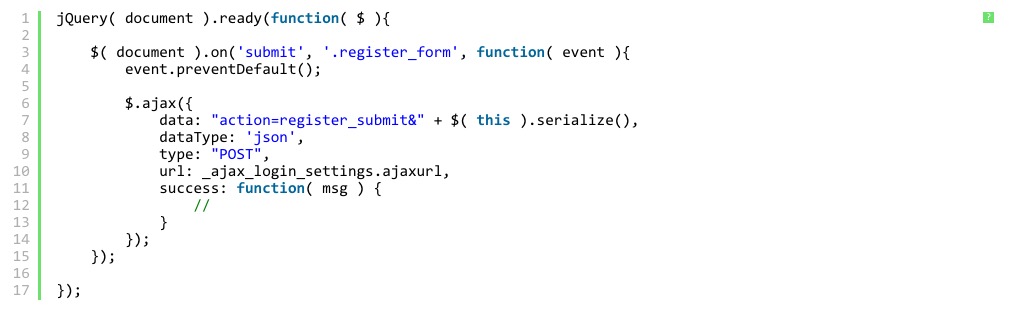 1 jQuery( document ).ready(function( $ ){
2
3     $( document ).on('submit', '.register_form', function( event ){
4         event.preventDefault();
5
6         $.ajax({
7             data: "action=register_submit&" + $( this ).serialize(),
8             dataType: 'json',
9             type: "POST",
10             url: _ajax_login_settings.ajaxurl,
11             success: function( msg ) {
12                 //
13             }
14         });
15     });
16
17 });
?